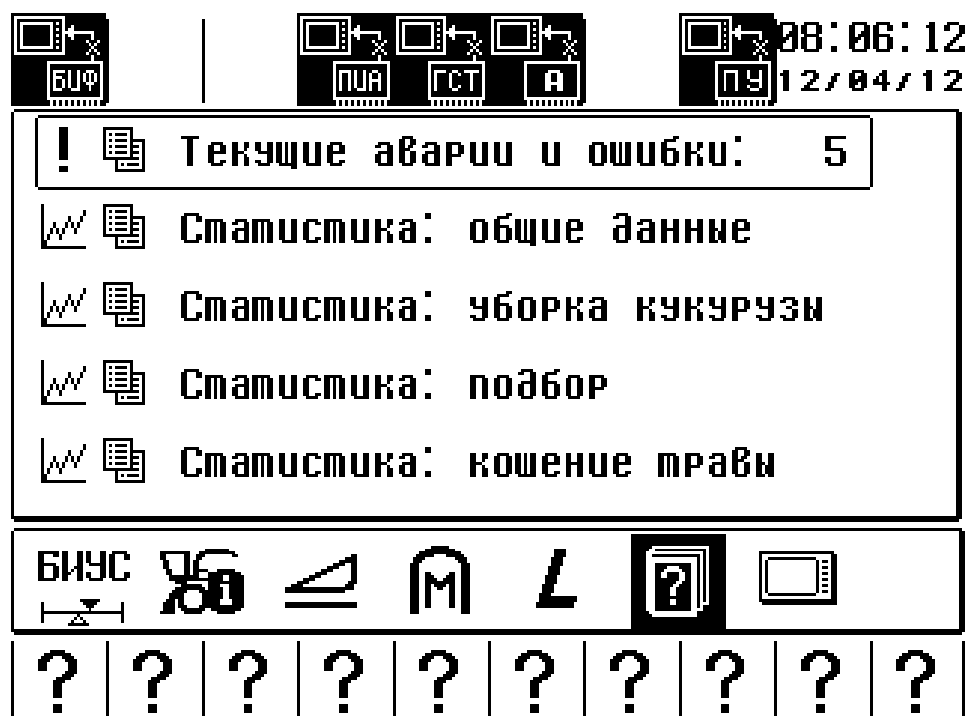 БИФ ПИА ГСТ А ПУ 08:06:12
12/04/12
! Текущие аварии и ошибки: 5
Статистика: общие данные
Статистика: уборка кукурузы
Статистика: подбор
Статистика: кошение травы
БИУС i М L ?
? ? ? ? ? ? ? ? ? ?